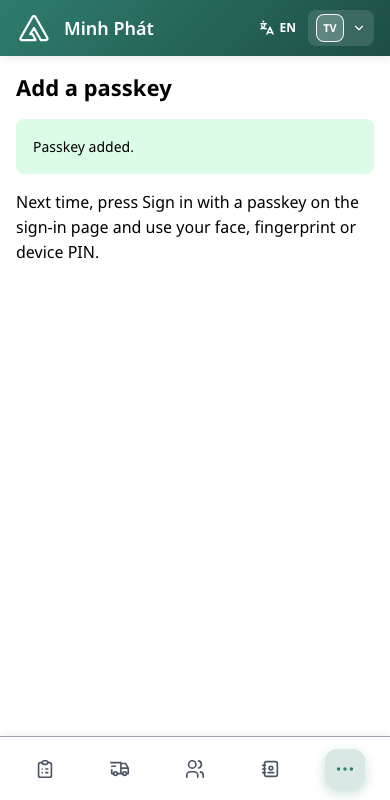 Minh Phát
EN
TV
Add a passkey
Passkey added.
Next time, press Sign in with a passkey on the
sign-in page and use your face, fingerprint or
device PIN.